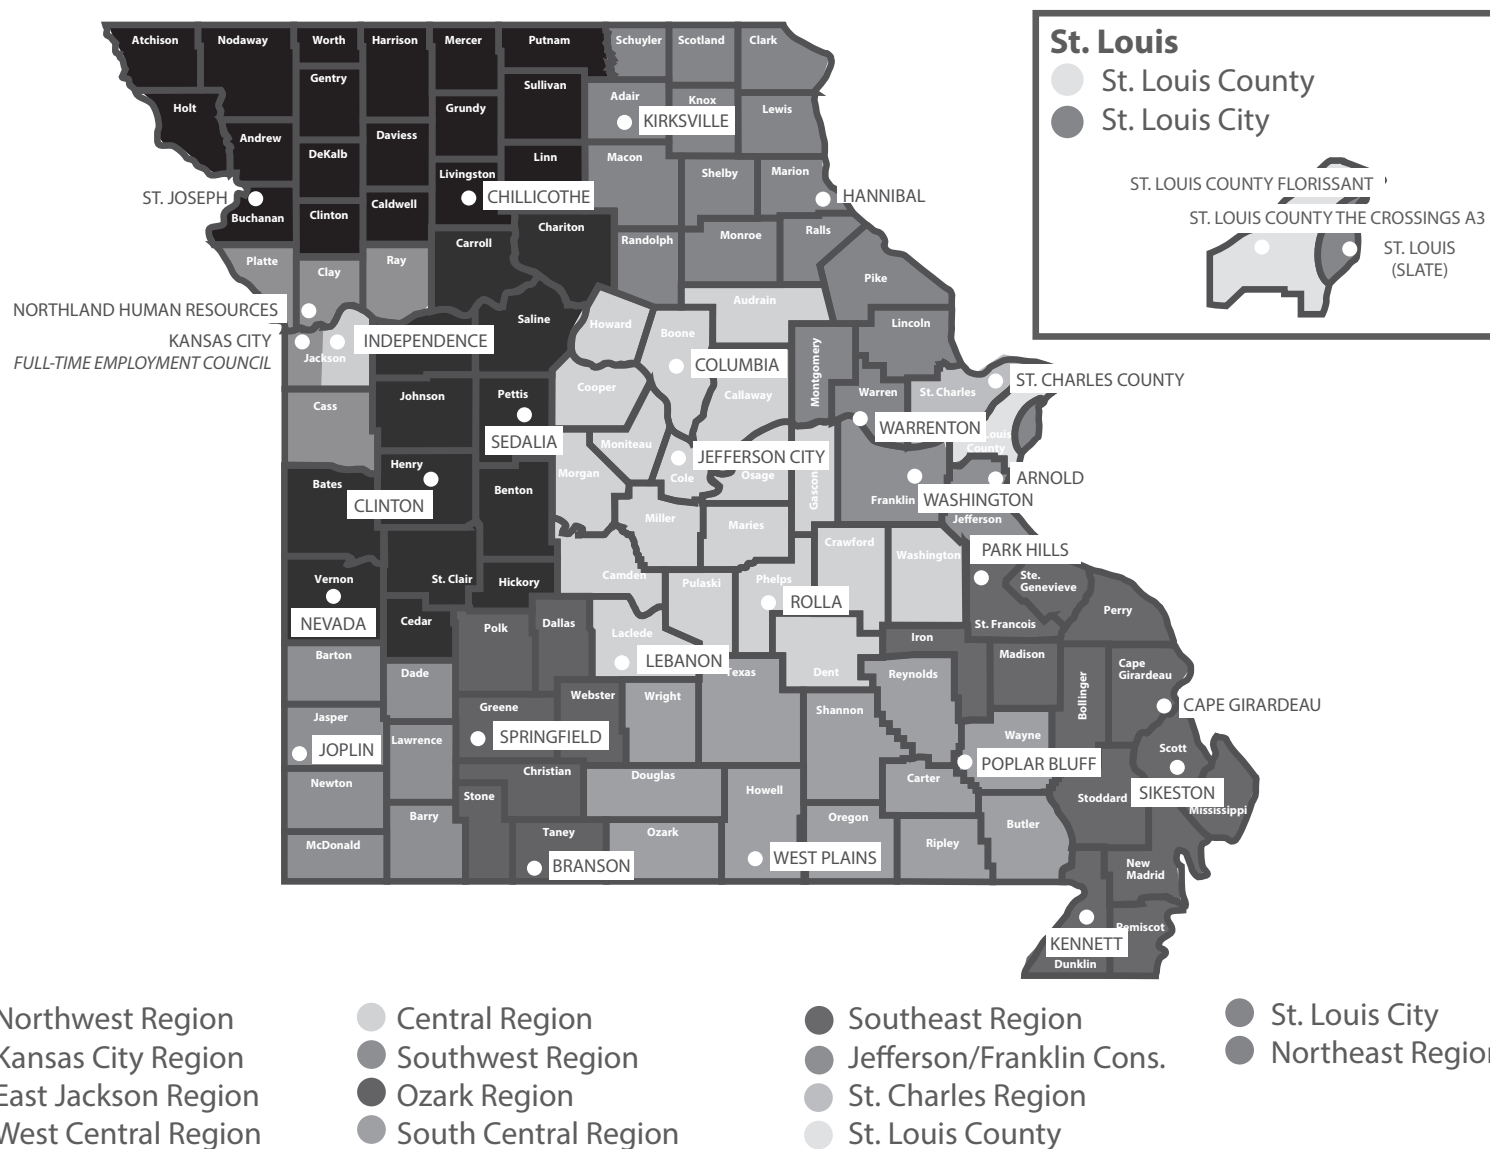 Atchison
Nodaway
Worth
Harrison
Mercer
Putnam
Schuyler
Scotland
Clark
St. Louis
St. Louis County
St. Louis City
ST. LOUIS COUNTY FLORISSANT
ST. LOUIS COUNTY THE CROSSINGS A3
ST. LOUIS
(SLATE)
Gentry
Sullivan
Holt
Grundy
Adair
Knox
Lewis
KIRKSVILLE
Andrew
Daviess
DeKalb
Linn
Macon
Livingston
Shelby
Marion
ST. JOSEPH
CHILLICOTHE
HANNIBAL
Buchanan
Clinton
Caldwell
Chariton
Carroll
Randolph
Monroe
Ralls
Platte
Clay
Ray
Pike
Audrain
NORTHLAND HUMAN RESOURCES
Saline
Howard
Boone
Lincoln
KANSAS CITY
INDEPENDENCE
FULL-TIME EMPLOYMENT COUNCIL
Jackson
COLUMBIA
Montgomery
ST. CHARLES COUNTY
Cass
Johnson
Pettis
Cooper
Callaway
Warren
St. Charles
SEDALIA
Moniteau
WARRENTON
Louis
County
JEFFERSON CITY
Henry
Morgan
Cole
Osage
Gascon
Bates
Benton
CLINTON
ARNOLD
Franklin
WASHINGTON
Jefferson
Miller
Maries
Crawford
Washington
PARK HILLS
Vernon
St. Clair
Hickory
Camden
Pulaski
Phelps
Ste.
Genevieve
NEVADA
ROLLA
Perry
Cedar
Polk
Dallas
Laclede
St. Francois
Iron
Barton
LEBANON
Madison
Dade
Texas
Dent
Reynolds
Cape
Girardeau
Bollinger
Webster
Wright
Greene
Shannon
Jasper
CAPE GIRARDEAU
JOPLIN
Lawrence
SPRINGFIELD
Wayne
Scott
POPLAR BLUFF
Christian
Douglas
Carter
Newton
Stone
Howell
Stoddard
SIKESTON
Mississippi
Barry
Taney
Ozark
Oregon
Butler
McDonald
Ripley
BRANSON
WEST PLAINS
New
Madrid
Pemiscot
KENNETT
Dunklin
Northwest Region
Kansas City Region
East Jackson Region
West Central Region
Central Region
Southwest Region
Ozark Region
South Central Region
Southeast Region
Jefferson/Franklin Cons.
St. Charles Region
St. Louis County
St. Louis City
Northeast Region